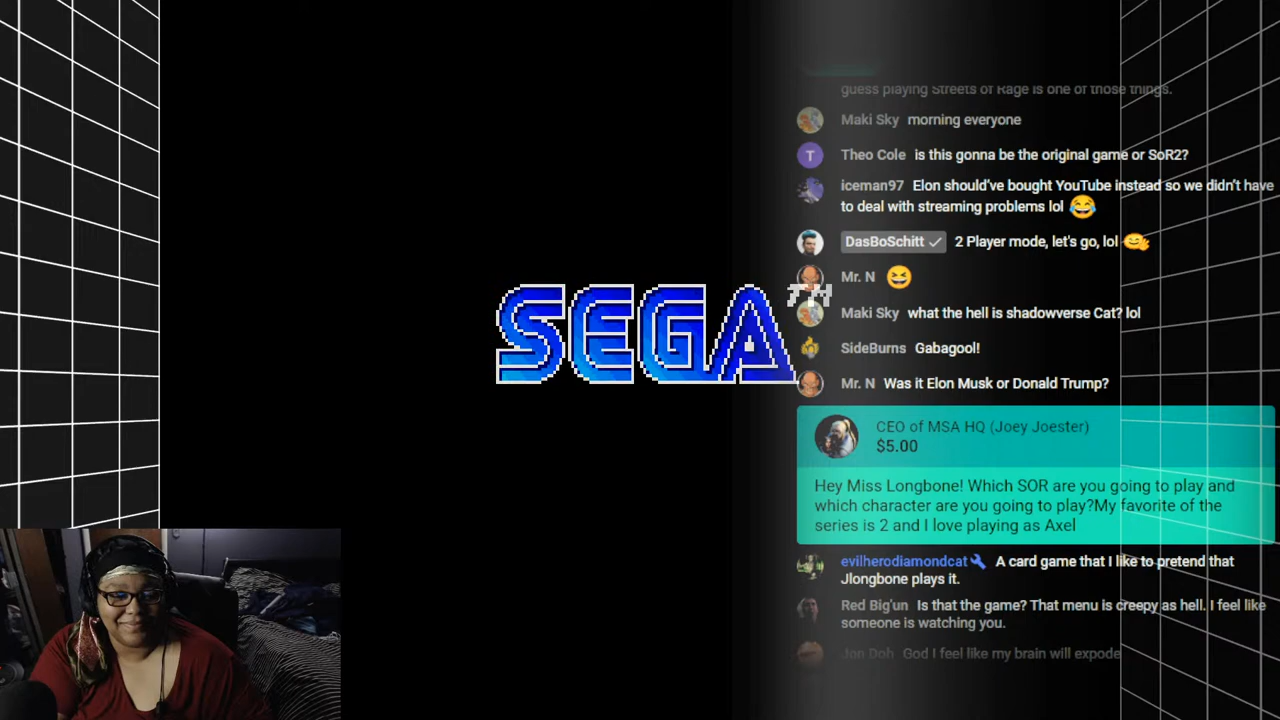 guess playing Streets of Rage is one of those things.
Maki Sky morning everyone
Theo Cole is this gonna be the original game or SoR2?
iceman97 Elon should've bought YouTube instead so we didn't have
to deal with streaming problems lol 😂
DasBoSchitt ✓ 2 Player mode, let's go, lol 🤗
Mr. N 😆
SEGA™
Maki Sky what the hell is shadowverse Cat? lol
SideBurns Gabagool!
Mr. N Was it Elon Musk or Donald Trump?
CEO of MSA HQ (Joey Joester)
$5.00
Hey Miss Longbone! Which SOR are you going to play and
which character are you going to play?My favorite of the
series is 2 and I love playing as Axel
evilherodiamondcat A card game that I like to pretend that
Jlongbone plays it.
Red Big'un Is that the game? That menu is creepy as hell. I feel like
someone is watching you.
Jon Doh God I feel like my brain will expode
T